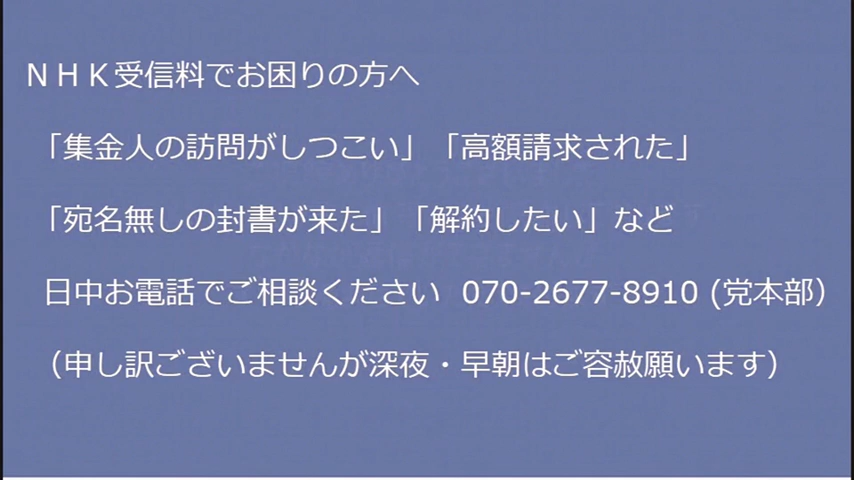 ＮＨＫ受信料でお困りの方へ
「集金人の訪問がしつこい」「高額請求された」
「宛名無しの封書が来た」「解約したい」など
日中お電話でご相談ください 070-2677-8910 (党本部）
（申し訳ございませんが深夜・早朝はご容赦願います）